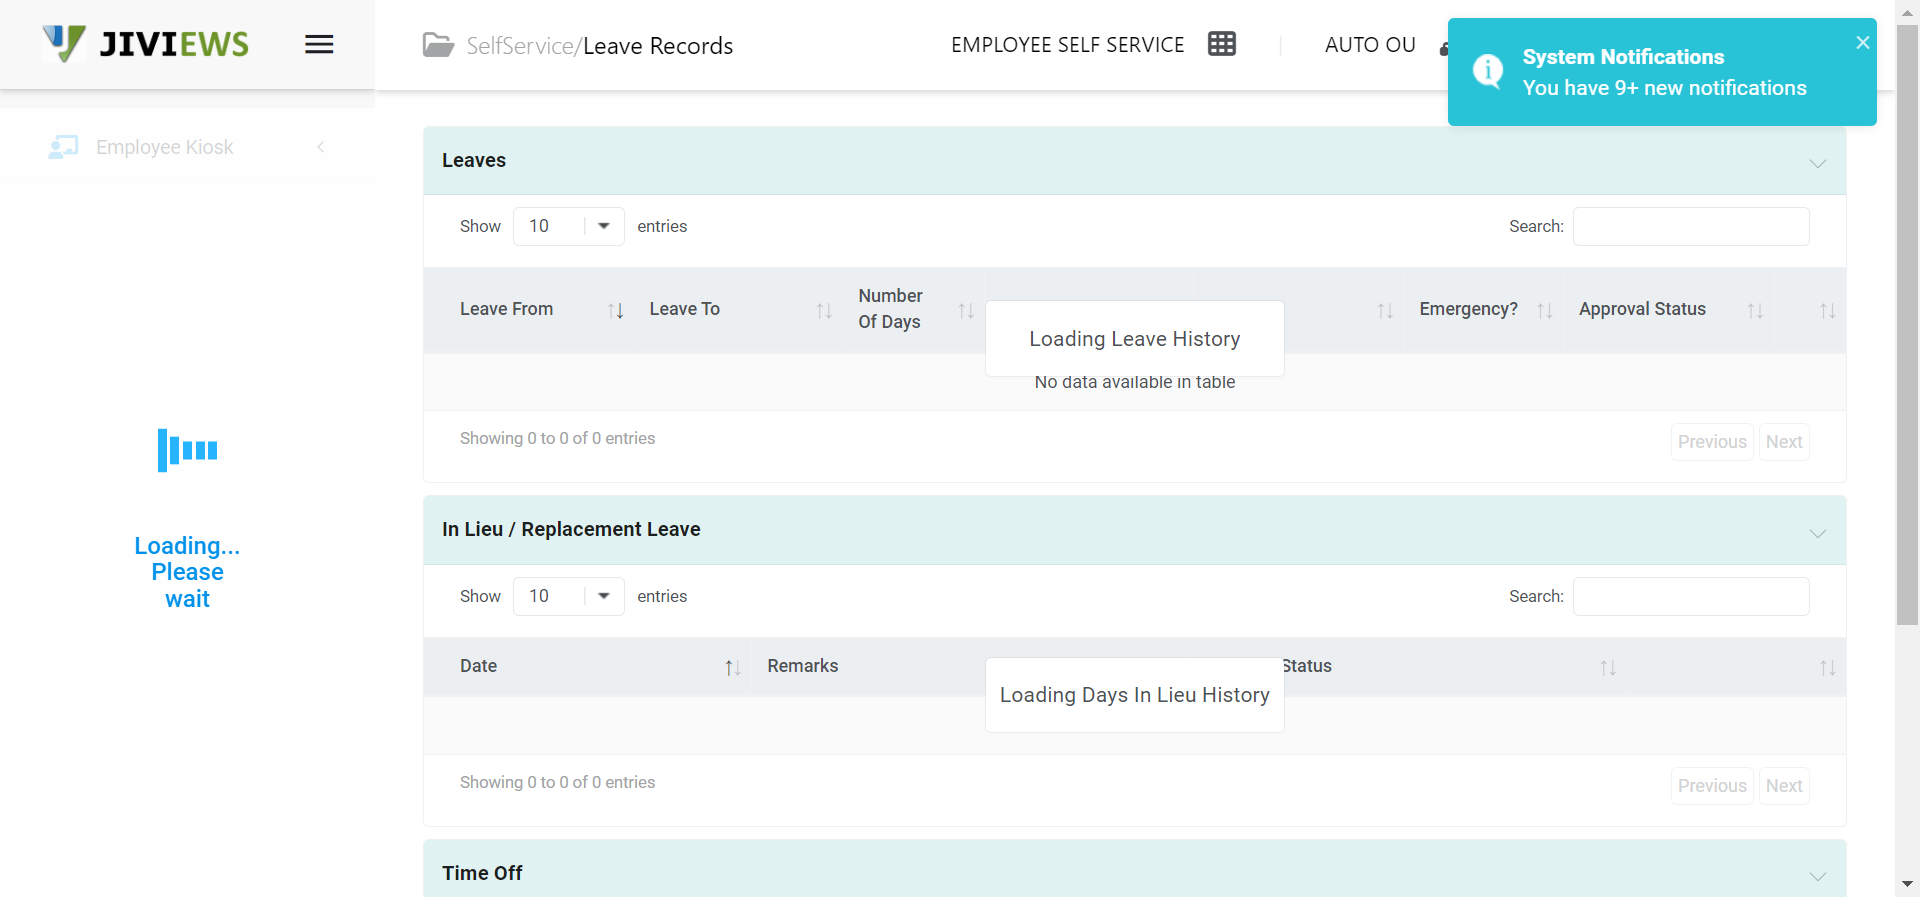 JIVIEWS
SelfService/Leave Records
EMPLOYEE SELF SERVICE
AUTO OU
System Notifications
You have 9+ new notifications
Employee Kiosk
Loading...
Please
wait
Leaves
Show 10 entries
Search:
Leave From
Leave To
Number
Of Days
Emergency?
Approval Status
Loading Leave History
No data available in table
Showing 0 to 0 of 0 entries
Previous
Next
In Lieu / Replacement Leave
Show 10 entries
Search:
Date
Remarks
Status
Loading Days In Lieu History
Showing 0 to 0 of 0 entries
Previous
Next
Time Off